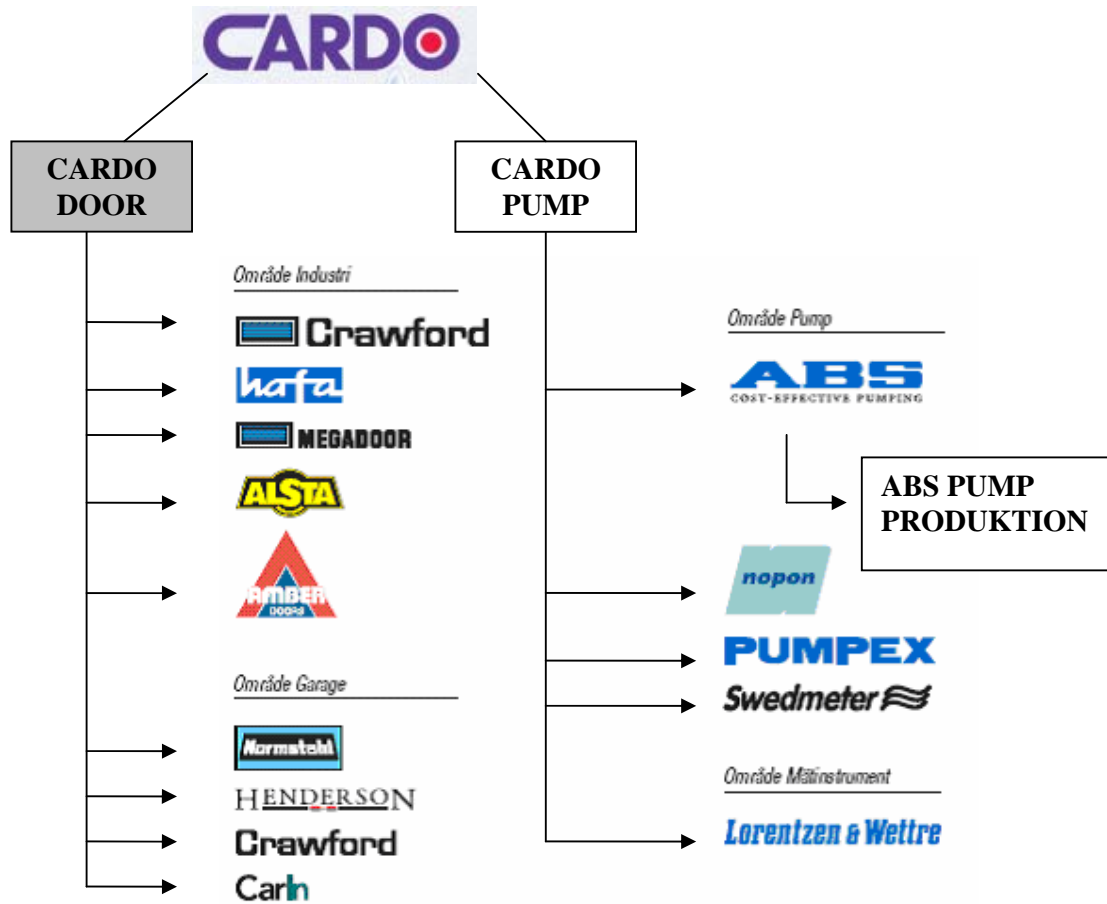 CARDO
CARDO
DOOR
CARDO
PUMP
Område Industri
Crawford
hafa
MEGADOOR
ALSTA
AMBER
DOORS
Område Garage
Normstahl
HENDERSON
Crawford
CarIn
Område Pump
ABS
COST-EFFECTIVE PUMPING
ABS PUMP
PRODUKTION
nopon
PUMPEX
Swedmeter
Område Mätinstrument
Lorentzen & Wettre